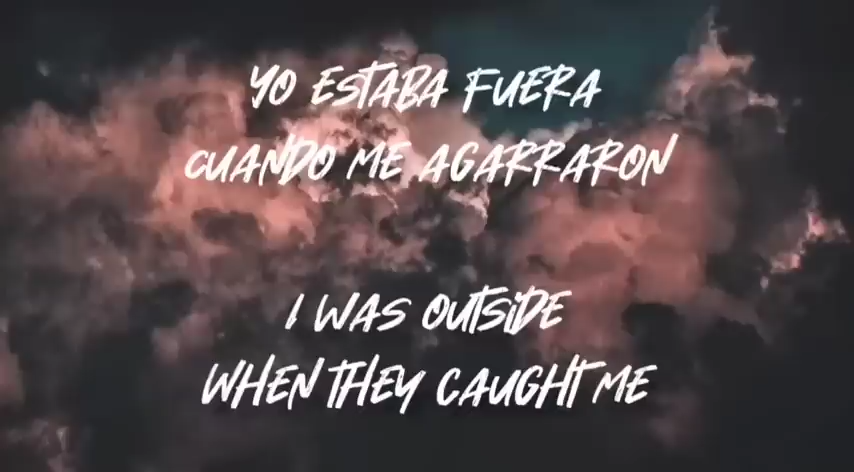 YO ESTABA FUERA
CUANDO ME AGARRARON
I WAS OUTSIDE
WHEN THEY CAUGHT ME